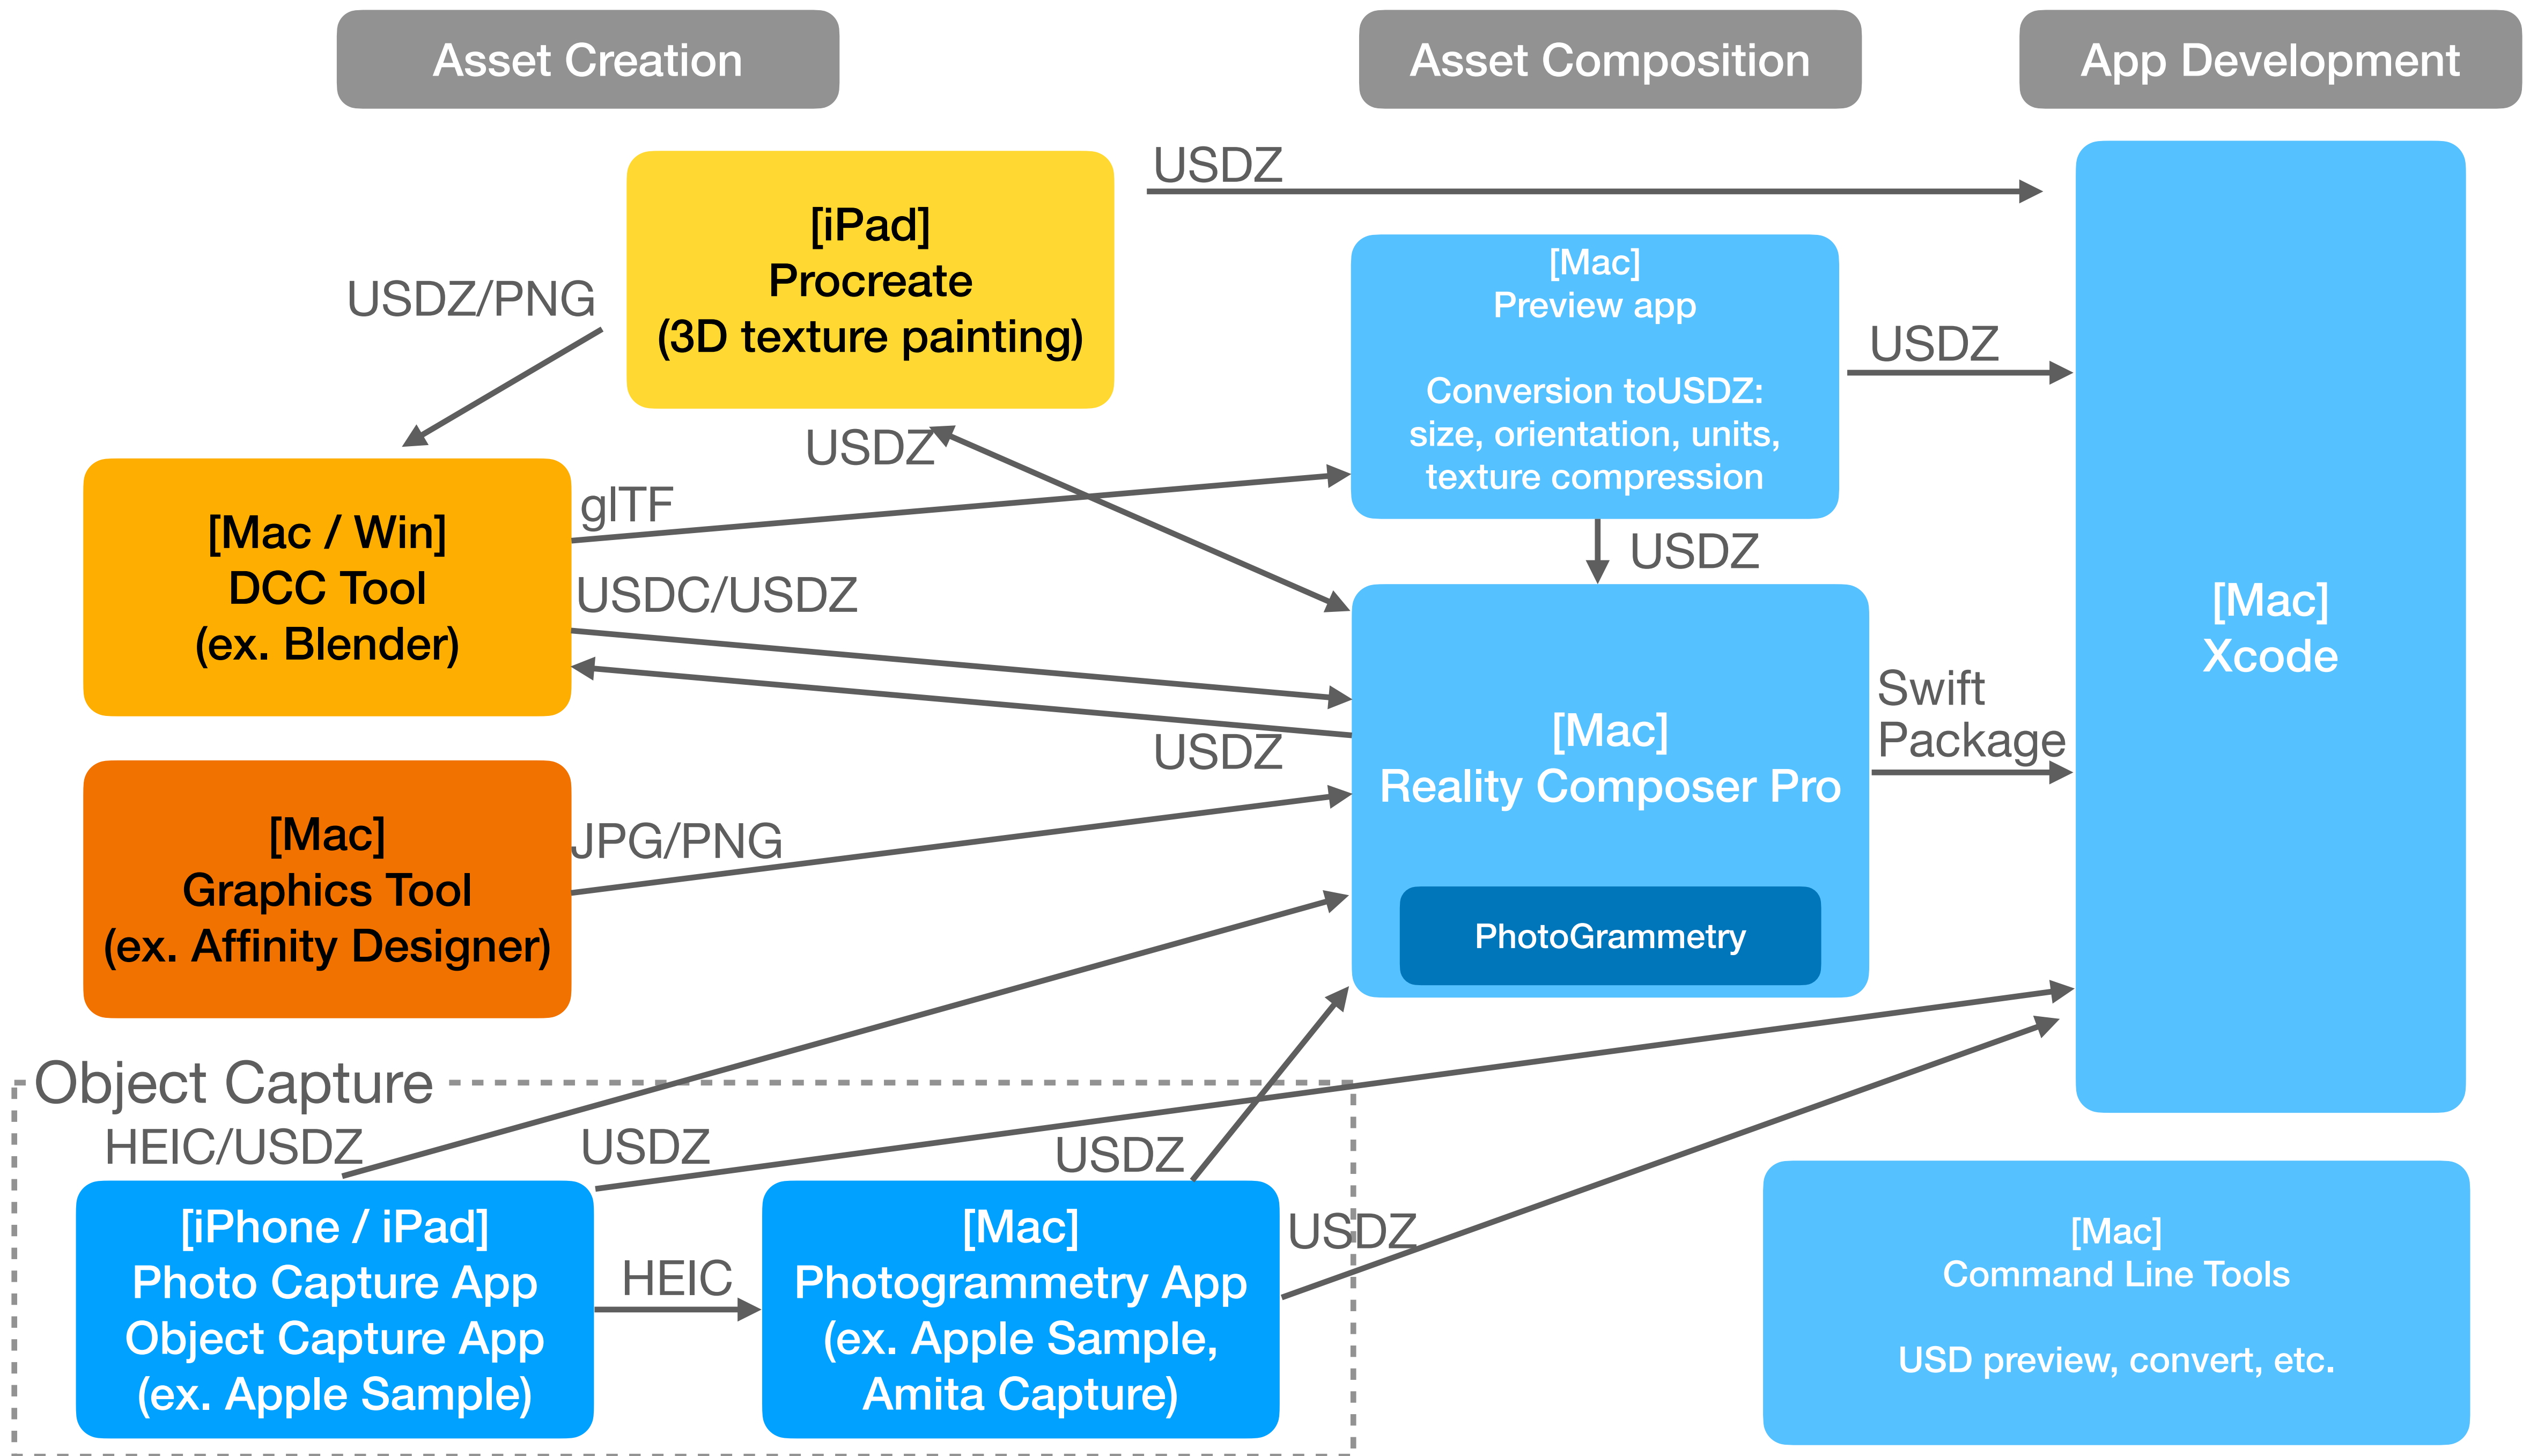 Asset Creation
Asset Composition
App Development
USDZ
[iPad]
Procreate
(3D texture painting)
USDZ/PNG
[Mac]
Preview app
Conversion toUSDZ:
size, orientation, units,
texture compression
USDZ
USDZ
glTF
[Mac / Win]
DCC Tool
(ex. Blender)
USDZ
USDC/USDZ
[Mac]
Xcode
USDZ
[Mac]
Reality Composer Pro
PhotoGrammetry
Swift
Package
[Mac]
Graphics Tool
(ex. Affinity Designer)
JPG/PNG
Object Capture
HEIC/USDZ
USDZ
USDZ
USDZ
[iPhone / iPad]
Photo Capture App
Object Capture App
(ex. Apple Sample)
HEIC
[Mac]
Photogrammetry App
(ex. Apple Sample,
Amita Capture)
[Mac]
Command Line Tools
USD preview, convert, etc.